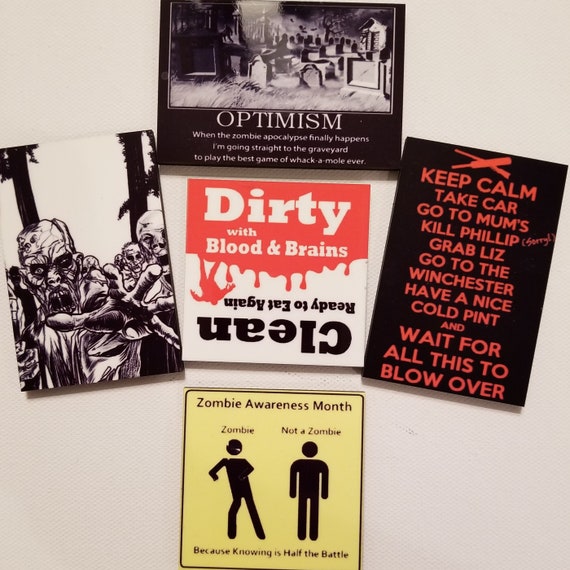 OPTIMISM
When the zombie apocalypse finally happens
I'm going straight to the graveyard
to play the best game of whack-a-mole ever.
Dirty
with
Blood & Brains
Clean
Ready to Eat Again
KEEP CALM
TAKE CAR
GO TO MUM'S
KILL PHILLIP (Sorry!)
GRAB LIZ
GO TO THE
WINCHESTER
HAVE A NICE
COLD PINT
AND
WAIT FOR
ALL THIS TO
BLOW OVER
Zombie Awareness Month
Zombie
Not a Zombie
Because Knowing is Half the Battle